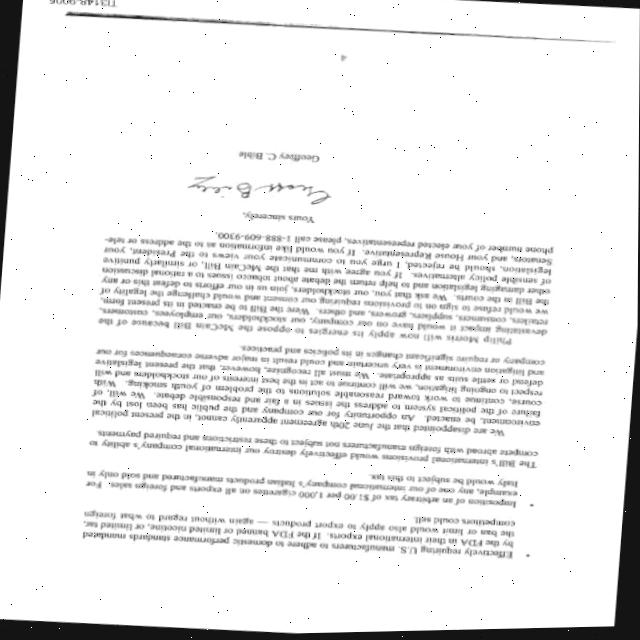 • Effectively requiring U.S. manufacturers to adhere to domestic performance standards mandated
by the FDA in their international exports. If the FDA banned or limited nicotine, or limited tar,
the ban or limit would also apply to export products — again without regard to what foreign
competitors could sell.
• Imposition of an arbitrary tax of $1.00 per 1,000 cigarettes on all exports and foreign sales. For
example, any one of our international company's Italian products manufactured and sold only in
Italy would be subject to this tax.
The Bill's international provisions would effectively destroy our international company's ability to
compete abroad with foreign manufacturers not subject to these restrictions and required payments.
We are disappointed that the June 20th agreement apparently cannot, in the present political
environment, be enacted. An opportunity for our company and the public has been lost by the
failure of the political system to address the issues in a fair and responsible debate. We will, of
course, continue to work toward reasonable solutions to the problem of youth smoking. With
respect to ongoing litigation, we will continue to act in the best interests of our stockholders and will
defend or settle suits as appropriate. We must all recognize, however, that the present legislative
and litigation environment is very uncertain and could result in major adverse consequences for our
company or require significant changes in its policies and practices.
Philip Morris will now apply its energies to oppose the McCain Bill because of the
devastating impact it would have on our company, our stockholders, our employees, customers,
retailers, consumers, suppliers, growers, and others. Were the Bill to be enacted in its present form,
we would refuse to sign on to provisions requiring our consent and would challenge the legality of
the Bill in the courts. We ask that you, our stockholders, join us in our efforts to defeat this or any
other damaging legislation and to help return the debate about tobacco issues to a rational discussion
of sensible policy alternatives. If you agree with me that the McCain Bill, or similarly punitive
legislation, should be rejected, I urge you to communicate your views to the President, your
Senators, and your House Representative. If you would like information as to the address or tele-
phone number of your elected representatives, please call 1-888-609-9300.
Yours sincerely,
Geoff Bible
Geoffrey C. Bible
4
TI3148-9006